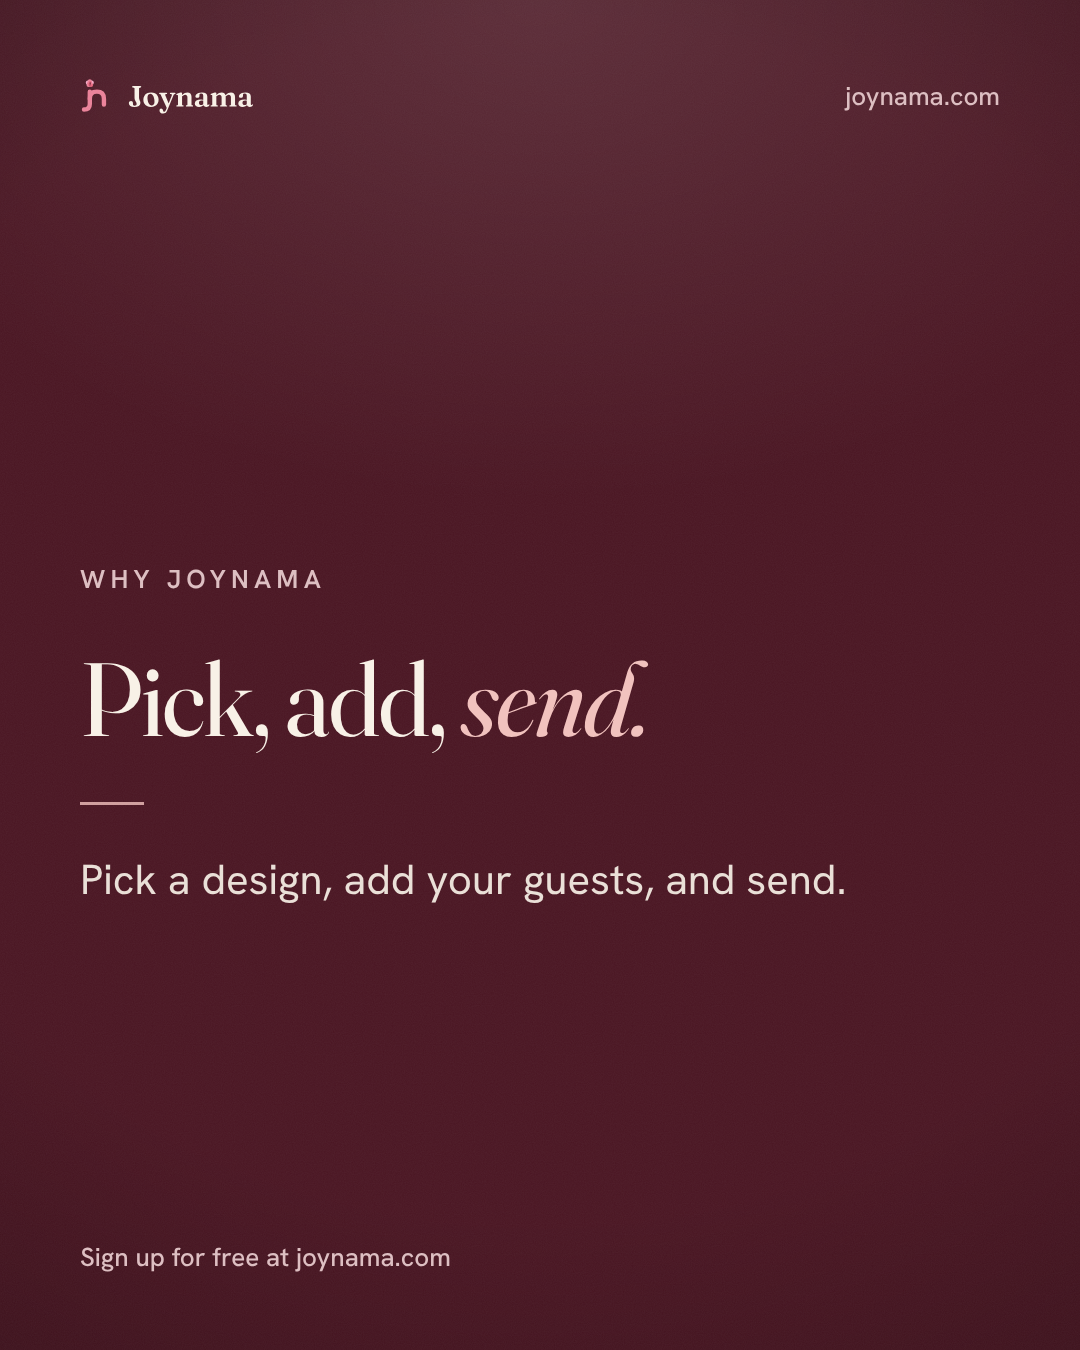 Joynama
joynama.com
WHY JOYNAMA
Pick, add, send.
Pick a design, add your guests, and send.
Sign up for free at joynama.com